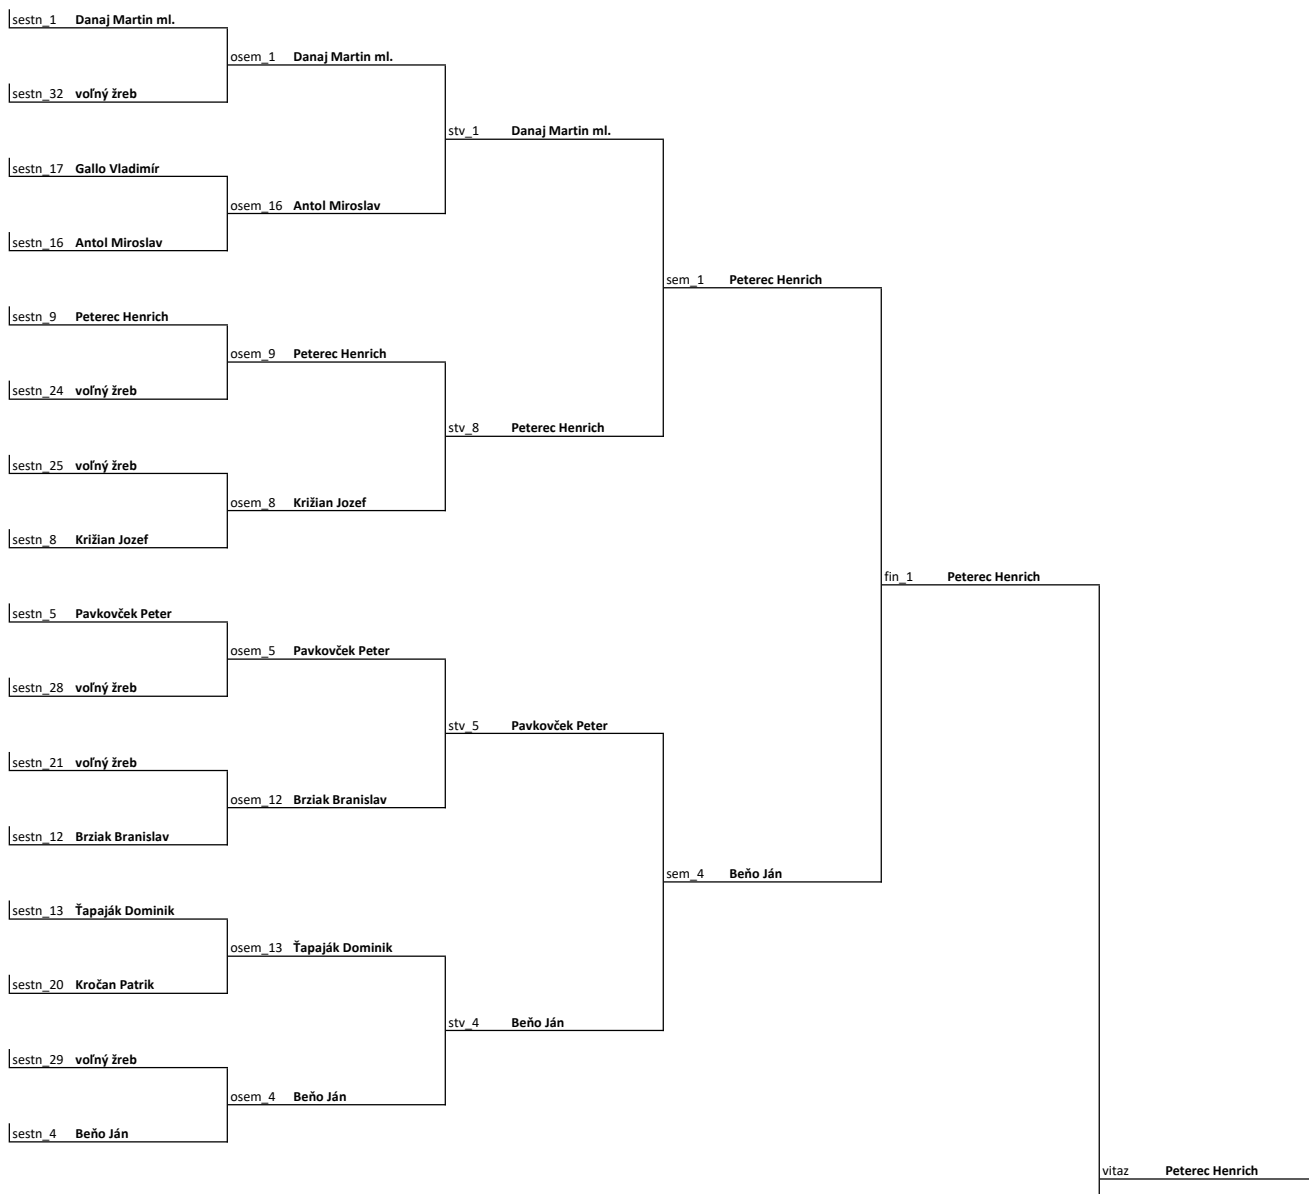 sestn_1 Danaj Martin ml.
osem_1 Danaj Martin ml.
sestn_32 voľný žreb
stv_1 Danaj Martin ml.
sestn_17 Gallo Vladimír
osem_16 Antol Miroslav
sestn_16 Antol Miroslav
sem_1 Peterec Henrich
sestn_9 Peterec Henrich
osem_9 Peterec Henrich
sestn_24 voľný žreb
stv_8 Peterec Henrich
sestn_25 voľný žreb
osem_8 Križian Jozef
sestn_8 Križian Jozef
fin_1 Peterec Henrich
sestn_5 Pavkovček Peter
osem_5 Pavkovček Peter
sestn_28 voľný žreb
stv_5 Pavkovček Peter
sestn_21 voľný žreb
osem_12 Brziak Branislav
sestn_12 Brziak Branislav
sem_4 Beňo Ján
sestn_13 Ťapaják Dominik
osem_13 Ťapaják Dominik
sestn_20 Kročan Patrik
stv_4 Beňo Ján
sestn_29 voľný žreb
osem_4 Beňo Ján
sestn_4 Beňo Ján
vitaz Peterec Henrich